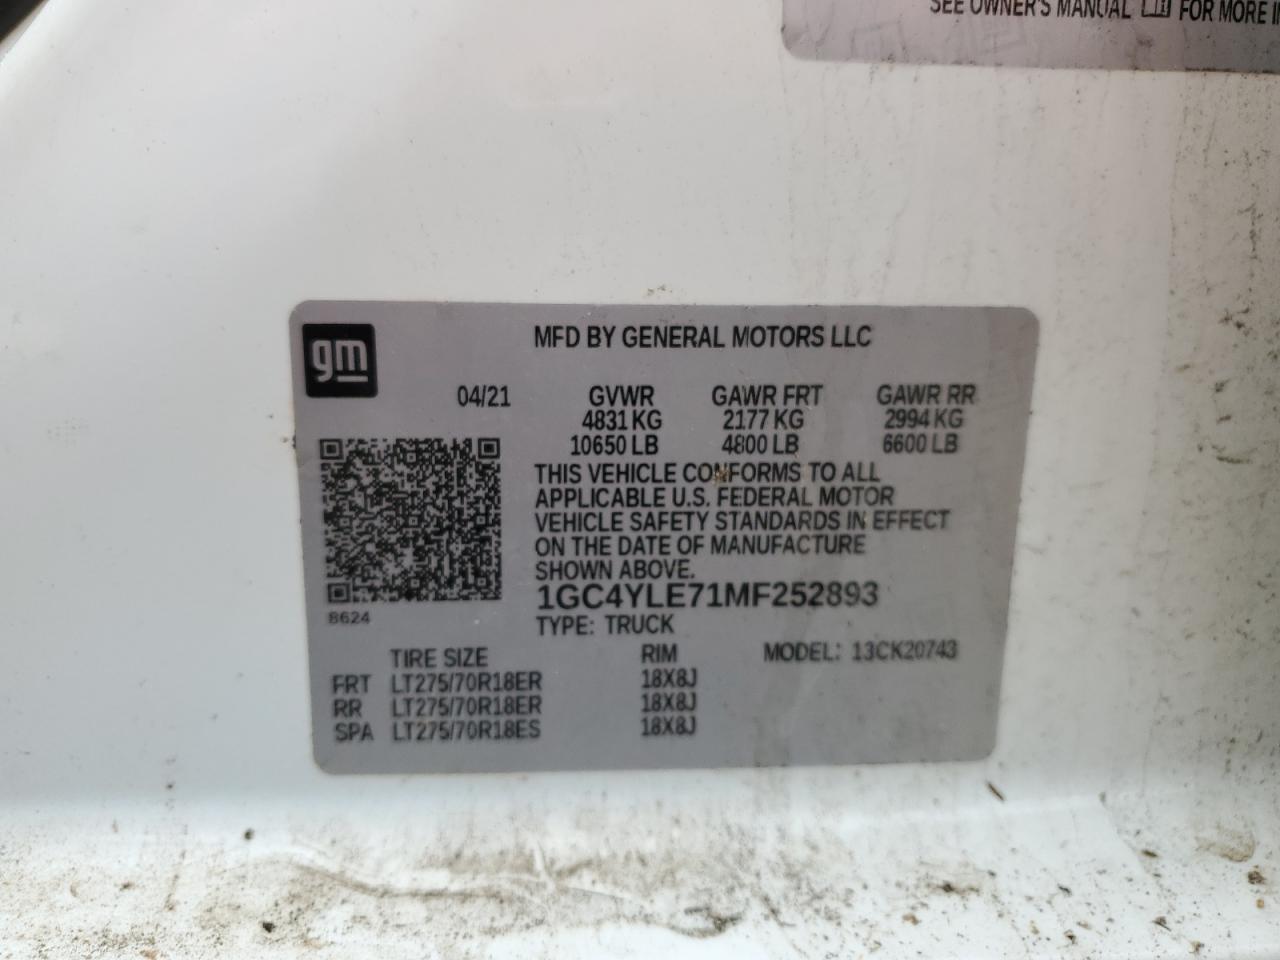 SEE OWNER'S MANUAL FOR MORE
gm
MFD BY GENERAL MOTORS LLC
04/21 GVWR GAWR FRT GAWR RR
4831 KG 2177 KG 2994 KG
10650 LB 4800 LB 6600 LB
THIS VEHICLE CONFORMS TO ALL
APPLICABLE U.S. FEDERAL MOTOR
VEHICLE SAFETY STANDARDS IN EFFECT
ON THE DATE OF MANUFACTURE
SHOWN ABOVE.
1GC4YLE71MF252893
8624
TYPE: TRUCK
TIRE SIZE RIM MODEL: 13CK20743
FRT LT275/70R18ER 18X8J
RR LT275/70R18ER 18X8J
SPA LT275/70R18ES 18X8J